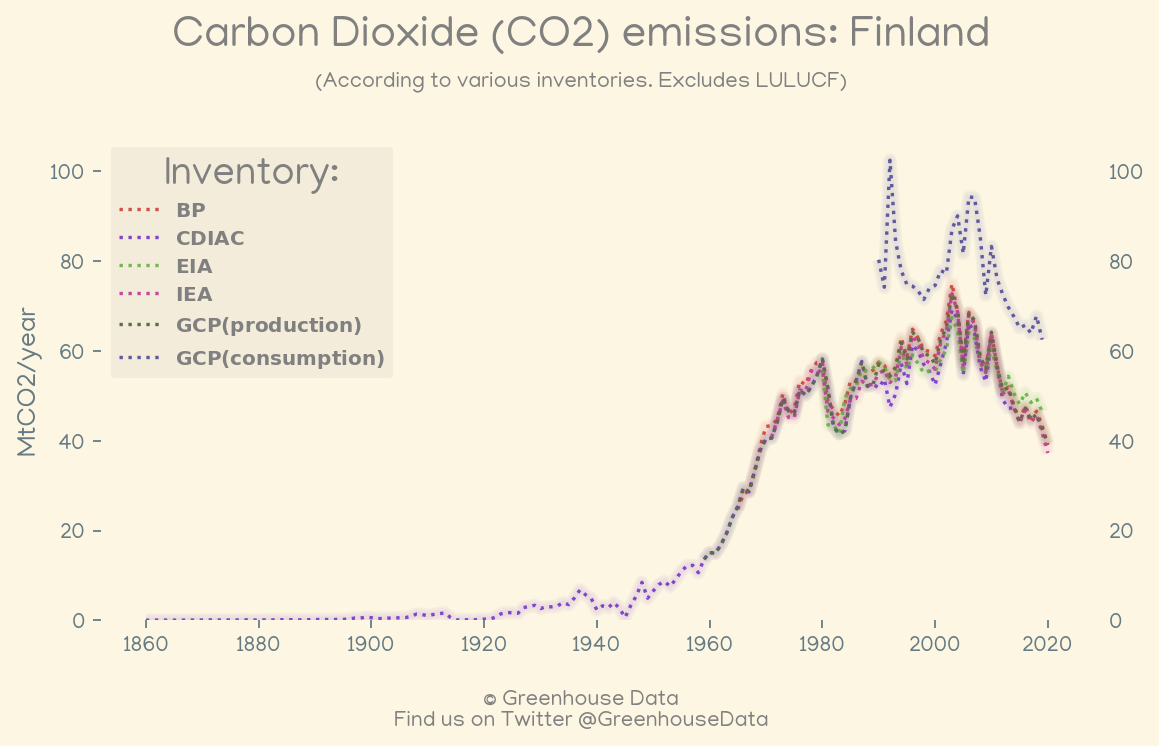 Carbon Dioxide (CO2) emissions: Finland
(According to various inventories. Excludes LULUCF)
Inventory:
BP
CDIAC
EIA
IEA
GCP(production)
GCP(consumption)
MtCO2/year
100
80
60
40
20
0
100
80
60
40
20
0
1860 1880 1900 1920 1940 1960 1980 2000 2020
© Greenhouse Data
Find us on Twitter @GreenhouseData